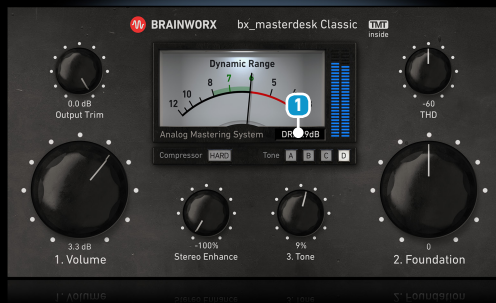 BRAINWORX bx_masterdesk Classic TMT
inside
Dynamic Range
12 10 8 7 6 5
1
Analog Mastering System DR 9dB
Compressor HARD Tone A B C D
0.0 dB
Output Trim
-60
THD
3.3 dB
1. Volume
-100%
Stereo Enhance
9%
3. Tone
0
2. Foundation